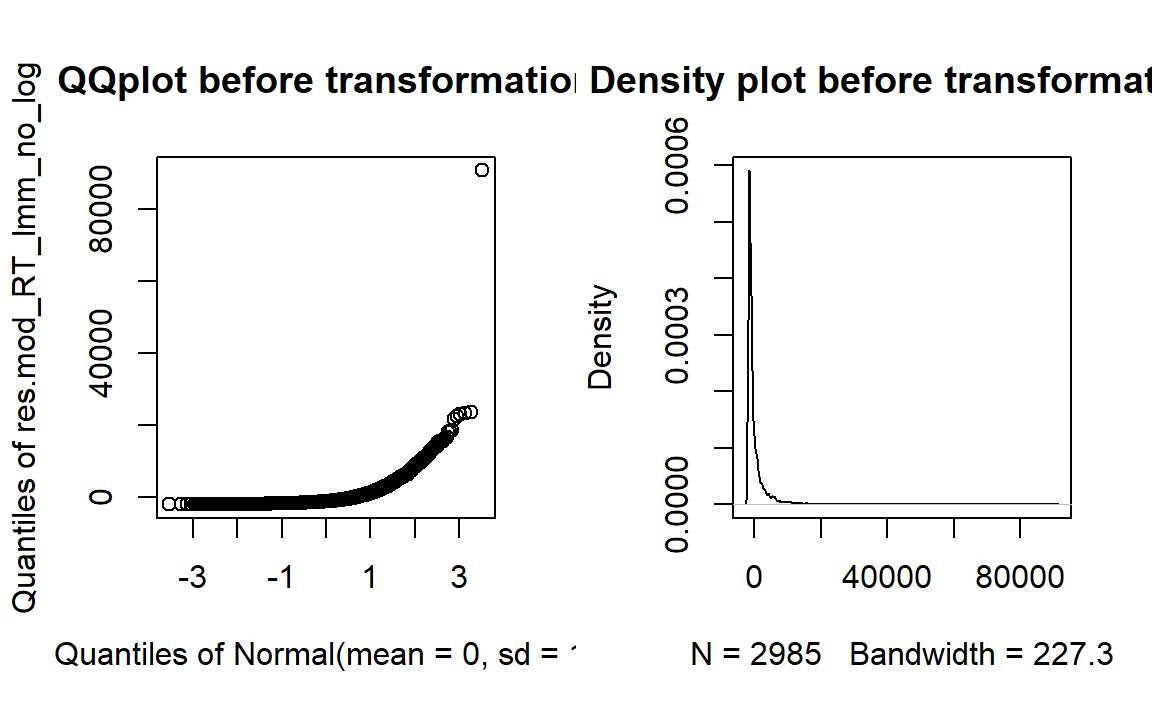 QQplot before transformation
Quantiles of res.mod_RT_lmm_no_log
80000
40000
0
-3 -1 1 3
Quantiles of Normal(mean = 0, sd =
Density plot before transformat
Density
0.0006
0.0003
0.0000
0 40000 80000
N = 2985 Bandwidth = 227.3